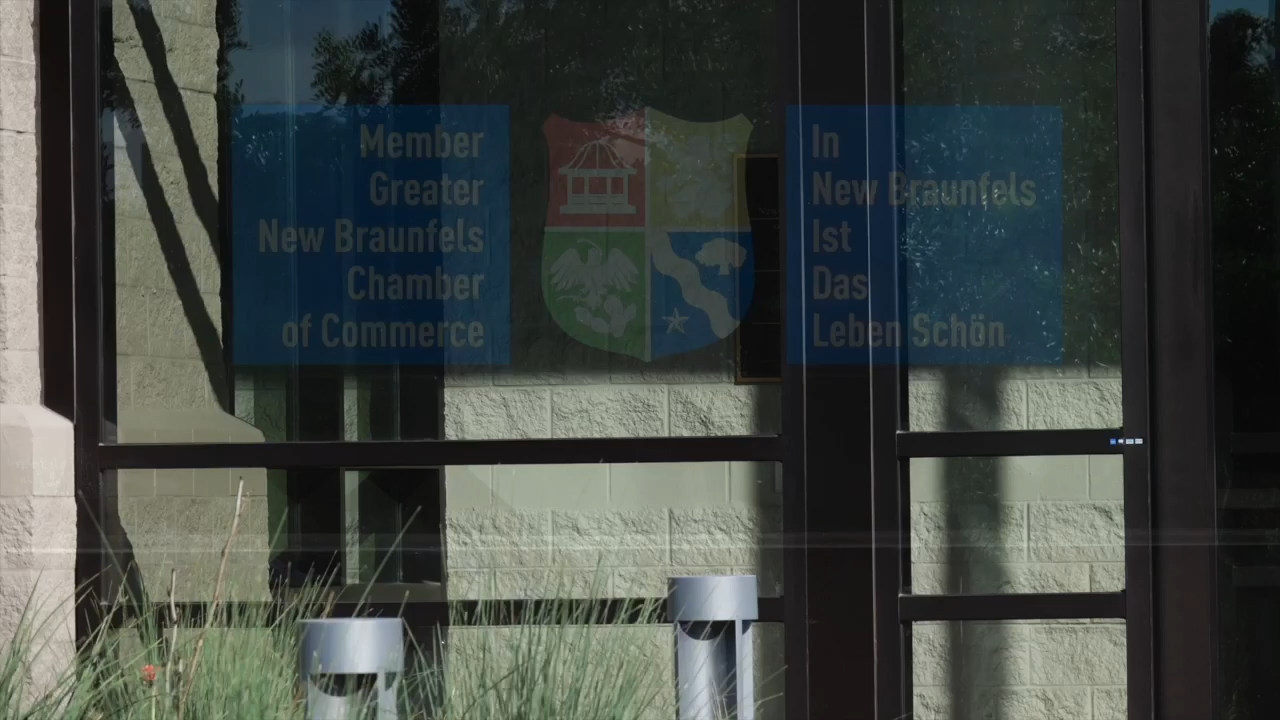 Member
Greater
New Braunfels
Chamber
of Commerce
In
New Braunfels
Ist
Das
Leben Schön